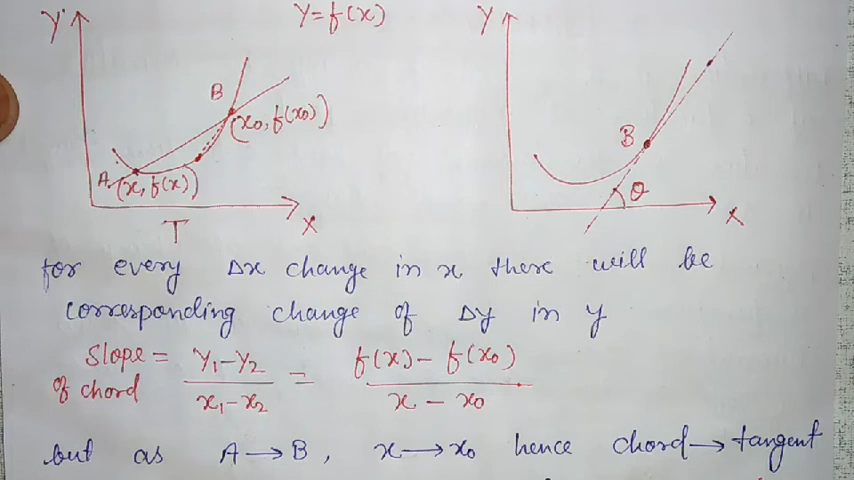 Y = f(x)
Y
B
(x0, f(x0))
A
(x, f(x))
T
X
Y
B
θ
X
for every Δx change in x there will be
corresponding change of Δy in y
Slope of chord = Y1-Y2 / x1-x2 = f(x) - f(x0) / x - x0
but as A → B, x → x0 hence chord → tangent